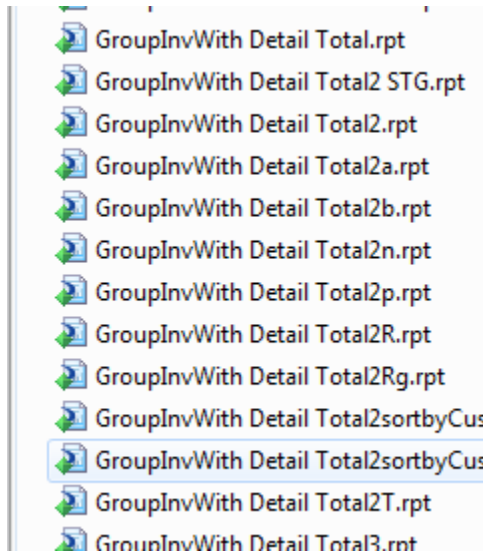 GroupInvWith Detail Total.rpt
GroupInvWith Detail Total2 STG.rpt
GroupInvWith Detail Total2.rpt
GroupInvWith Detail Total2a.rpt
GroupInvWith Detail Total2b.rpt
GroupInvWith Detail Total2n.rpt
GroupInvWith Detail Total2p.rpt
GroupInvWith Detail Total2R.rpt
GroupInvWith Detail Total2Rg.rpt
GroupInvWith Detail Total2sortbyCus
GroupInvWith Detail Total2sortbyCus
GroupInvWith Detail Total2T.rpt
GroupInvWith Detail Total3.rpt